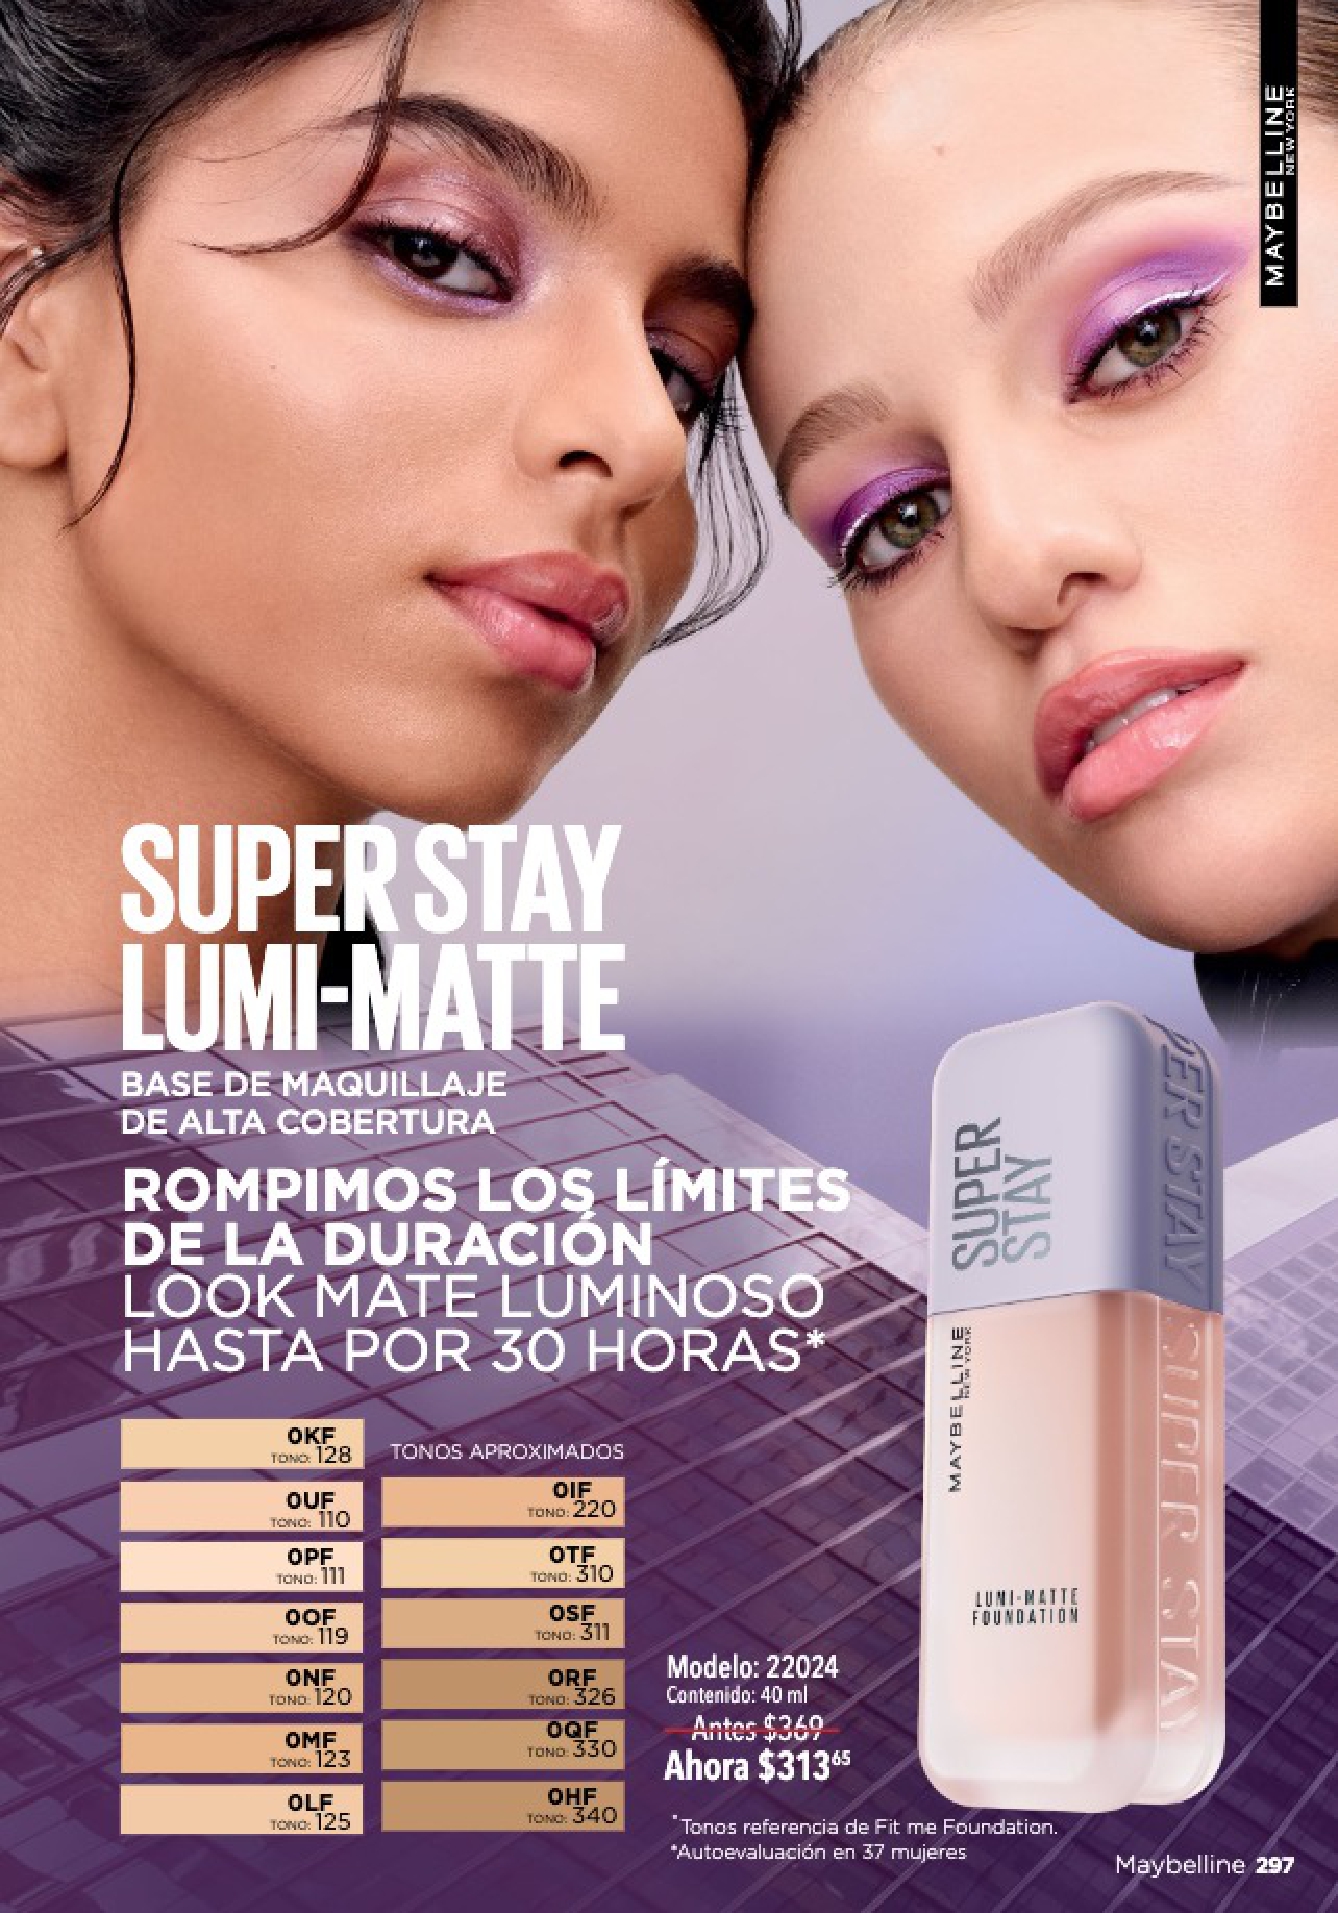 MAYBELLINE
NEW YORK
SUPER STAY
LUMI-MATTE
BASE DE MAQUILLAJE
DE ALTA COBERTURA
ROMPIMOS LOS LÍMITES
DE LA DURACIÓN
LOOK MATE LUMINOSO
HASTA POR 30 HORAS*
0KF
TONO: 128
0UF
TONO: 110
0PF
TONO: 111
0OF
TONO: 119
0NF
TONO: 120
0MF
TONO: 123
0LF
TONO: 125
TONOS APROXIMADOS
0IF
TONO: 220
0TF
TONO: 310
0SF
TONO: 311
0RF
TONO: 326
0QF
TONO: 330
0HF
TONO: 340
Modelo: 22024
Contenido: 40 ml
Antes $369
Ahora $313⁶⁵
*Tonos referencia de Fit me Foundation.
*Autoevaluación en 37 mujeres
SUPER
STAY
PER STAY
MAYBELLINE
NEW YORK
SUPER STAY
LUMI-MATTE
FOUNDATION
Maybelline 297